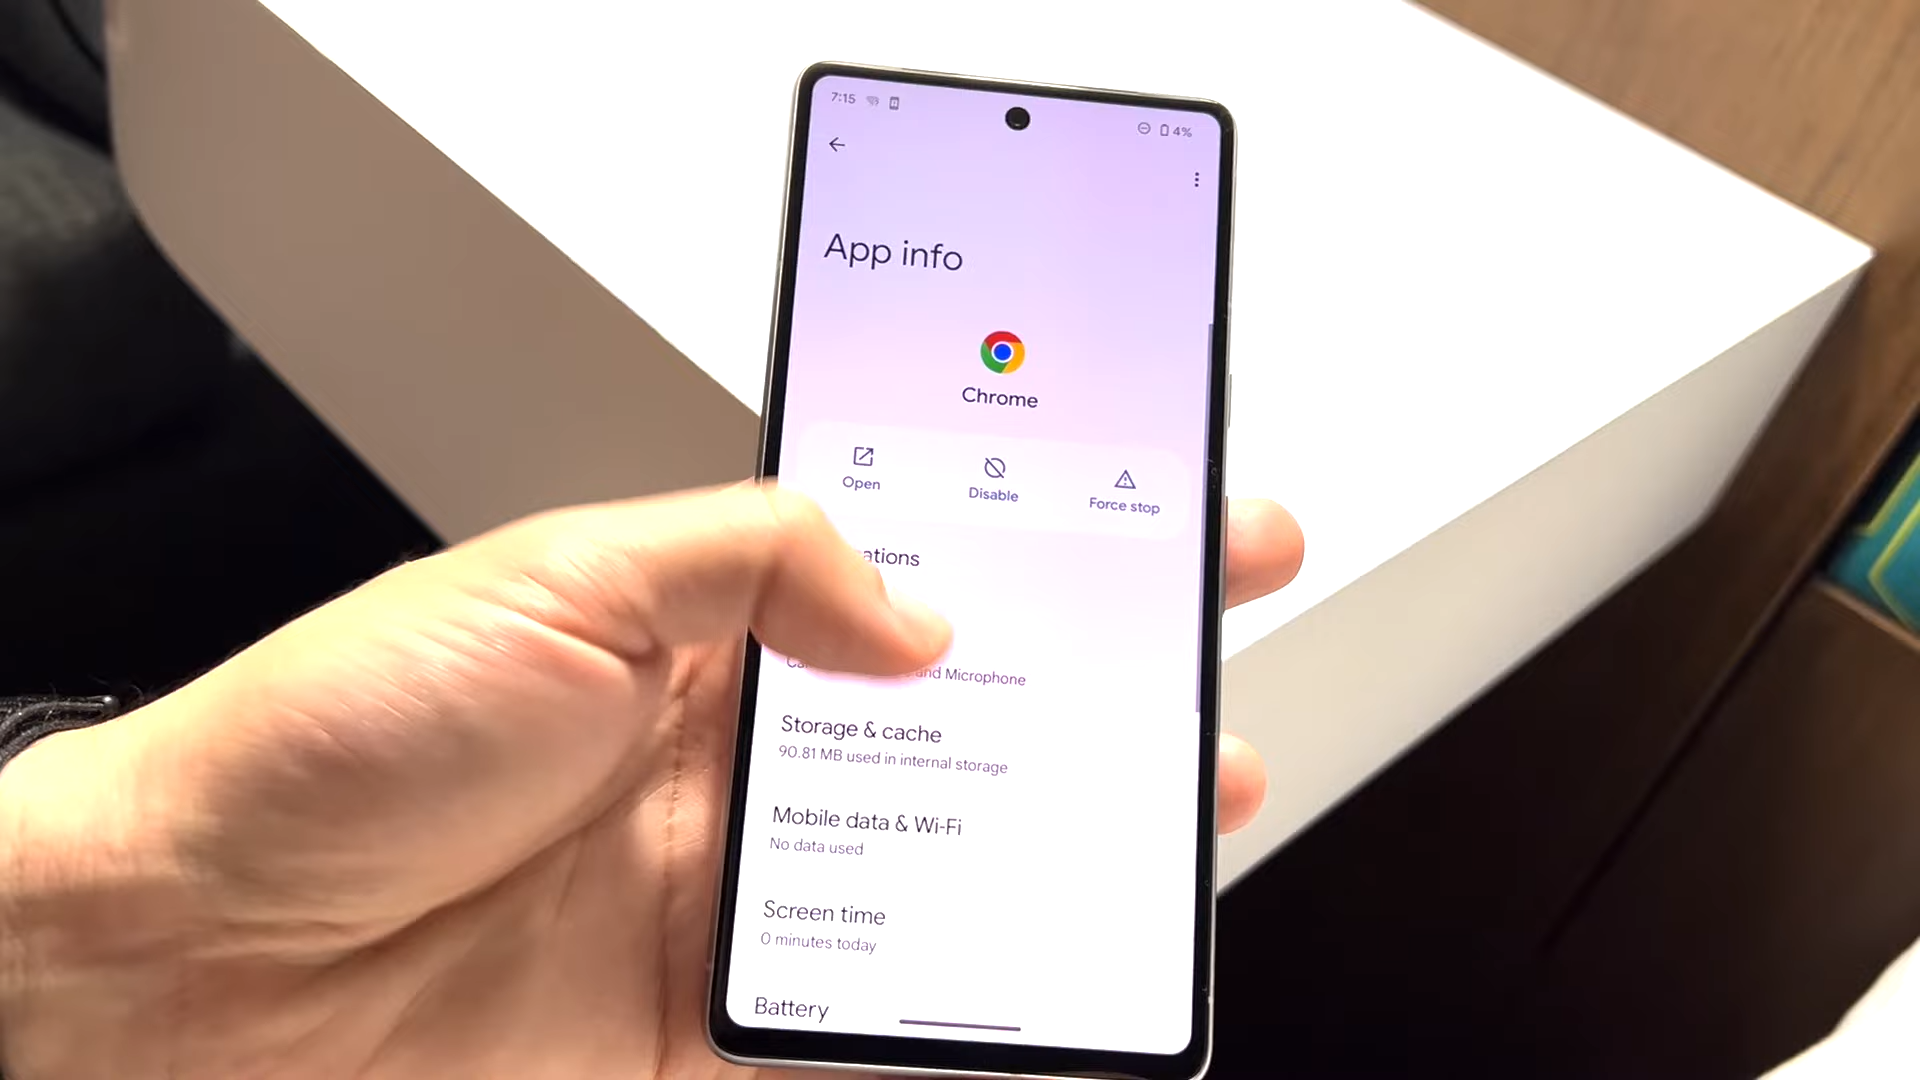 7:15
4%
App info
Chrome
Open
Disable
Force stop
and Microphone
Storage & cache
90.81 MB used in internal storage
Mobile data & Wi-Fi
No data used
Screen time
0 minutes today
Battery